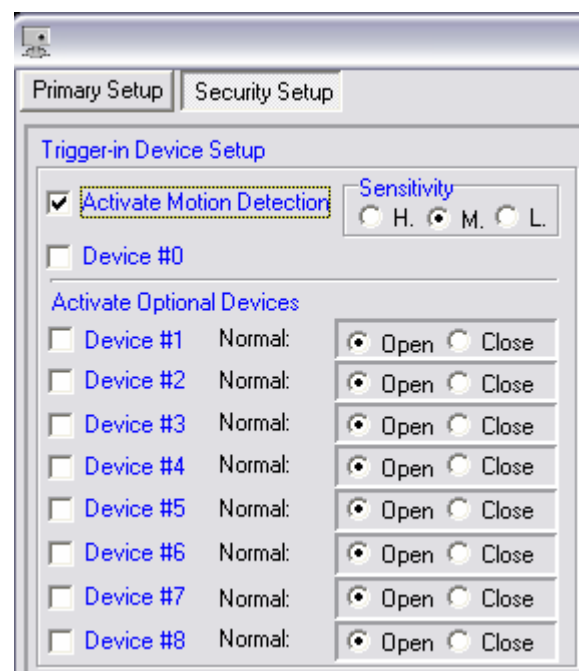 Primary Setup Security Setup
Trigger-in Device Setup
Activate Motion Detection Sensitivity
H. M. L.
Device #0
Activate Optional Devices
Device #1 Normal: Open Close
Device #2 Normal: Open Close
Device #3 Normal: Open Close
Device #4 Normal: Open Close
Device #5 Normal: Open Close
Device #6 Normal: Open Close
Device #7 Normal: Open Close
Device #8 Normal: Open Close